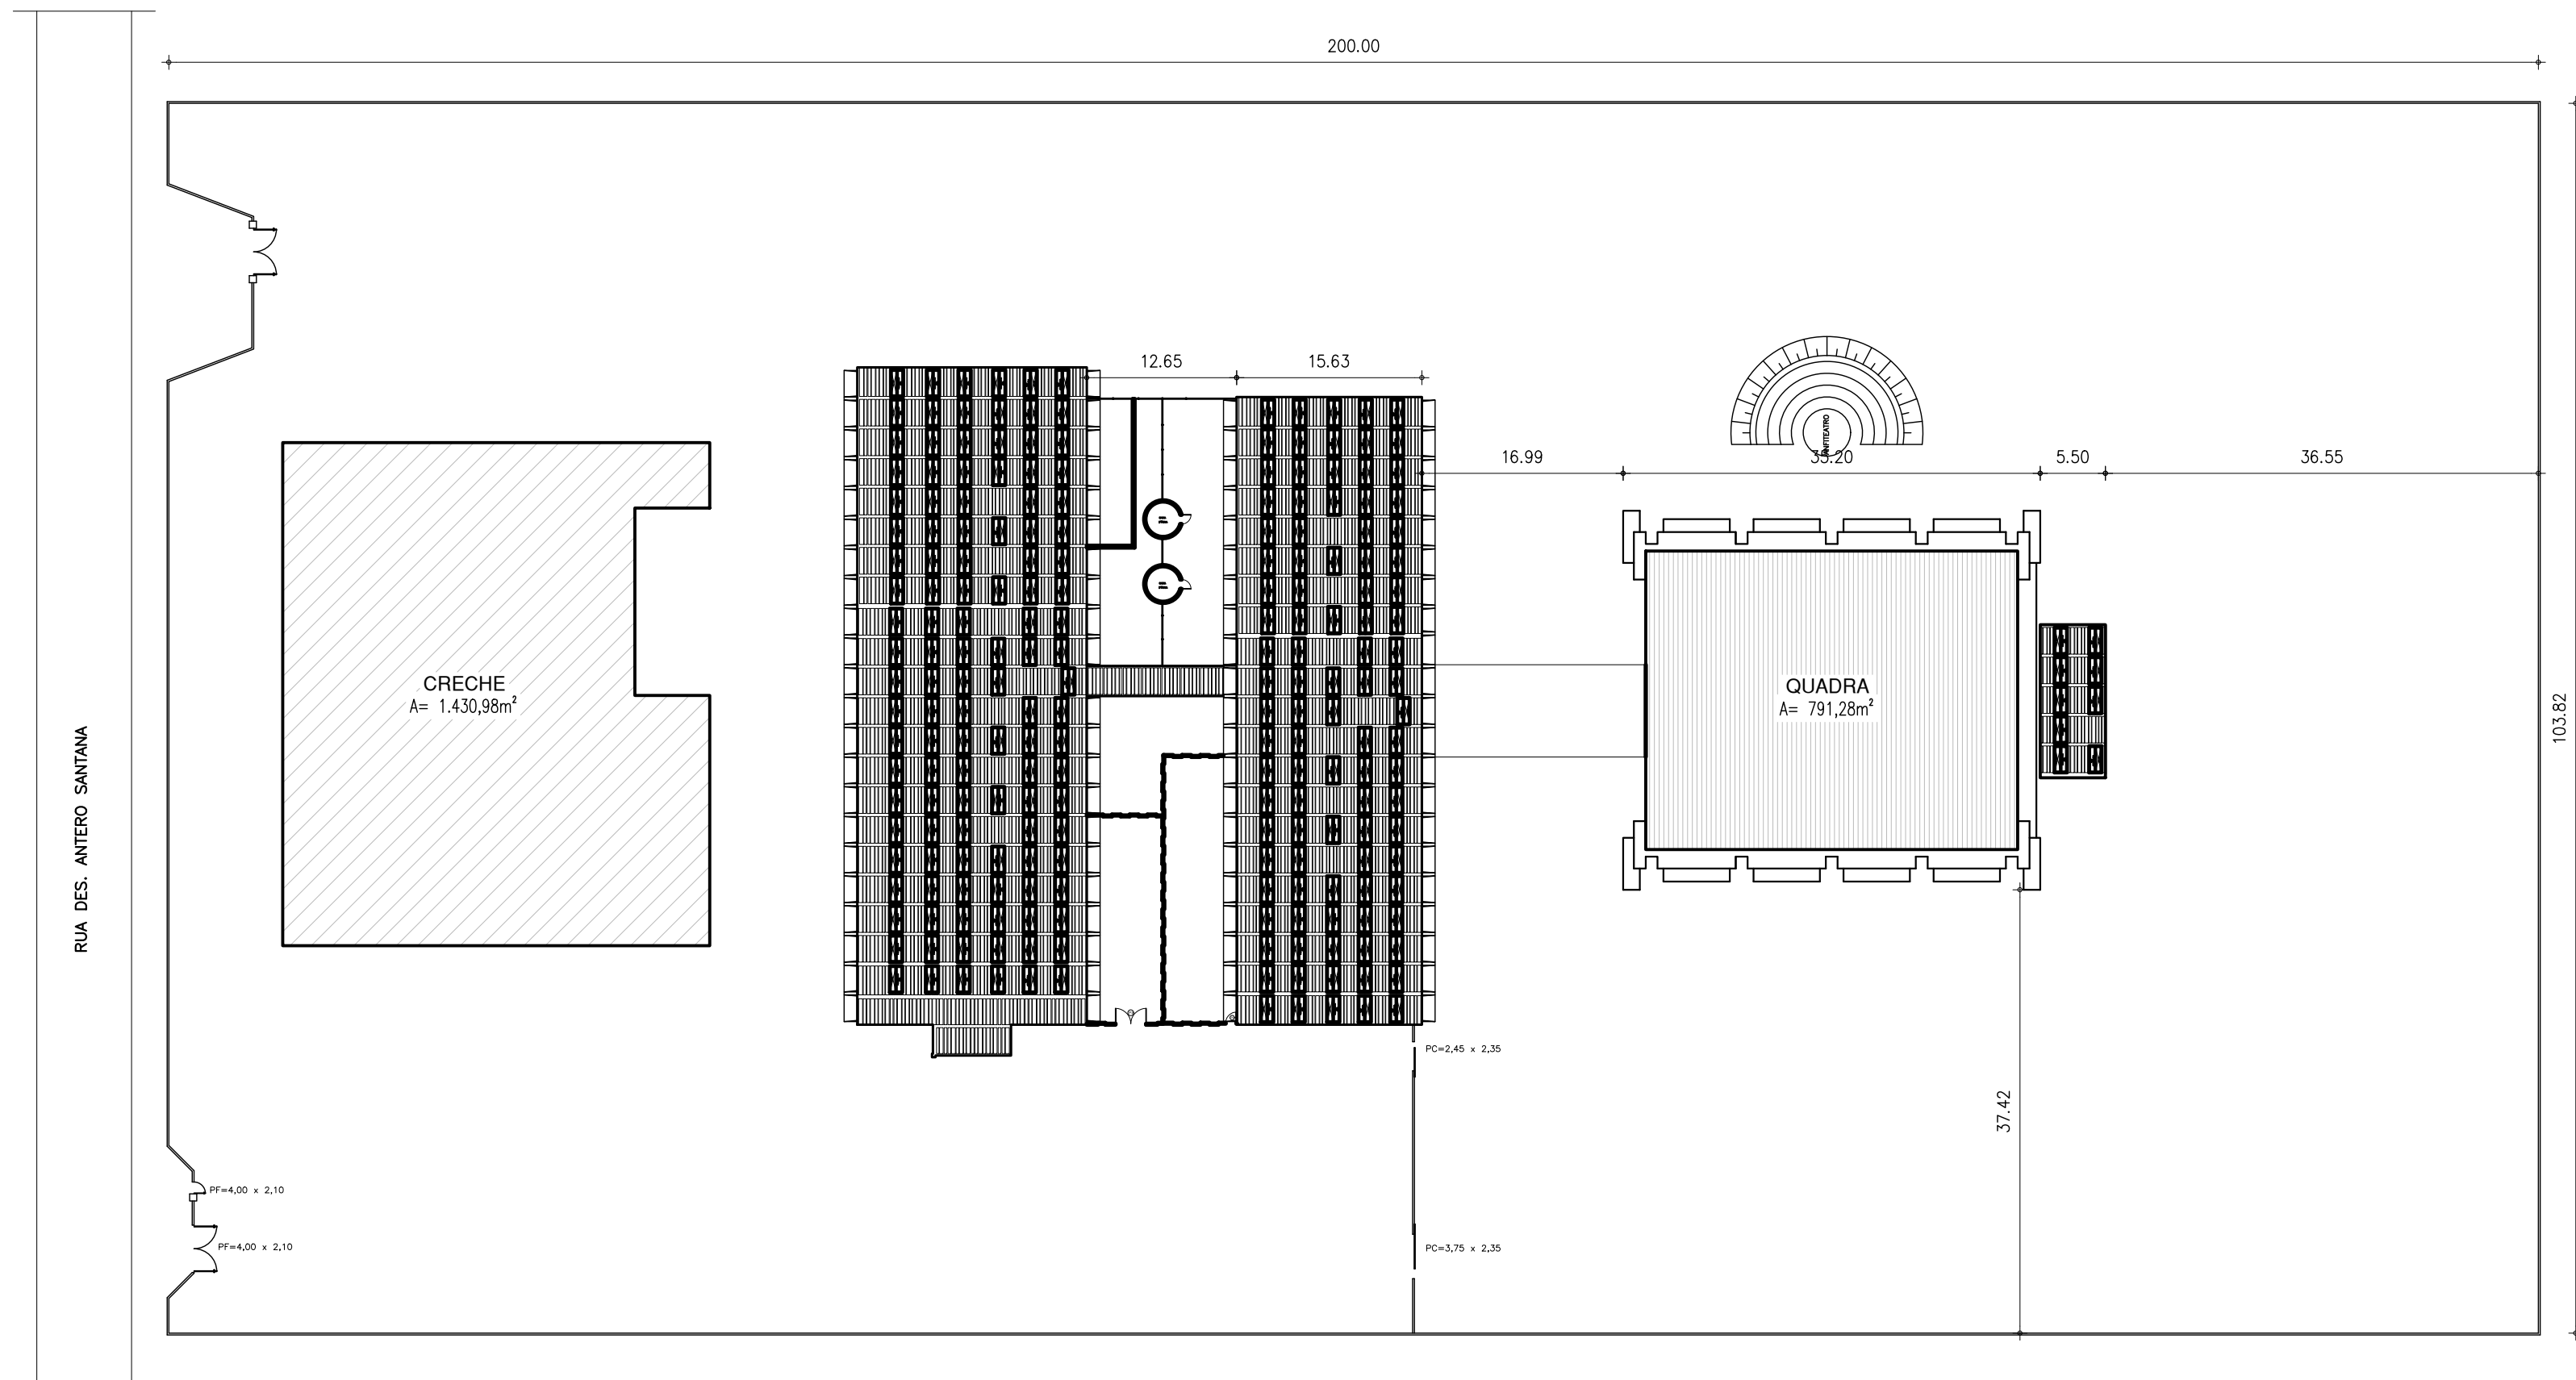 200.00
12.65
15.63
ANFITEATRO
16.99
35.20
5.50
36.55
CRECHE
A= 1.430,98m²
QUADRA
A= 791,28m²
103.82
RUA DES. ANTERO SANTANA
PC=2,45 x 2,35
37.42
PF=4,00 x 2,10
PF=4,00 x 2,10
PC=3,75 x 2,35